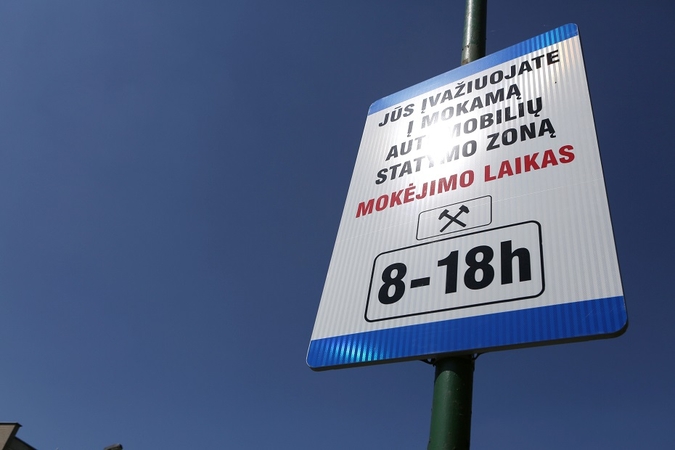 JŪS ĮVAŽIUOJATE
Į MOKAMĄ
AUTOMOBILIŲ
STATYMO ZONĄ
MOKĖJIMO LAIKAS
8-18h